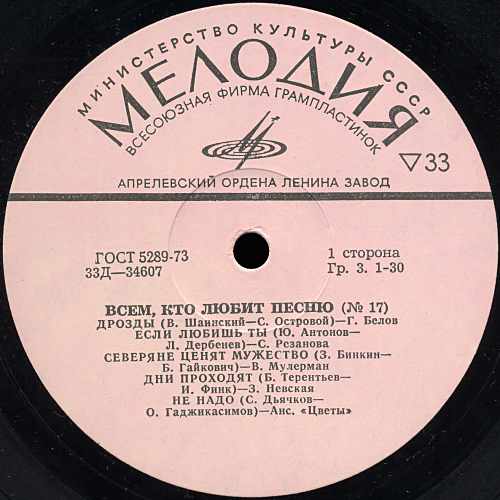 МИНИСТЕРСТВО КУЛЬТУРЫ СССР
МЕЛОДИЯ
ВСЕСОЮЗНАЯ ФИРМА ГРАМПЛАСТИНОК
▽33
АПРЕЛЕВСКИЙ ОРДЕНА ЛЕНИНА ЗАВОД
ГОСТ 5289-73
33Д—34607
1 сторона
Гр. 3. 1-30
ВСЕМ, КТО ЛЮБИТ ПЕСНЮ (№ 17)
ДРОЗДЫ (В. Шаинский—С. Островой)—Г. Белов
ЕСЛИ ЛЮБИШЬ ТЫ (Ю. Антонов—
Л. Дербенев)—С. Резанова
СЕВЕРЯНЕ ЦЕНЯТ МУЖЕСТВО (З. Бинкин—
Б. Гайкович)—В. Мулерман
ДНИ ПРОХОДЯТ (Б. Терентьев—
И. Финк)—З. Невская
НЕ НАДО (С. Дьячков—
О. Гаджикасимов)—Анс. «Цветы»